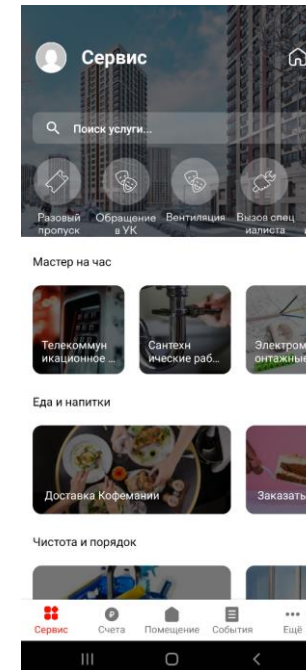 Сервис
Поиск услуги...
Разовый
пропуск
Обращение
в УК
Вентиляция
Вызов спец
иалиста
Мастер на час
Телекоммун
икационное ...
Сантехн
ические раб...
Электром
онтажные
Еда и напитки
Доставка Кофемании
Заказать
Чистота и порядок
Сервис
Счета
Помещение
События
Ещё